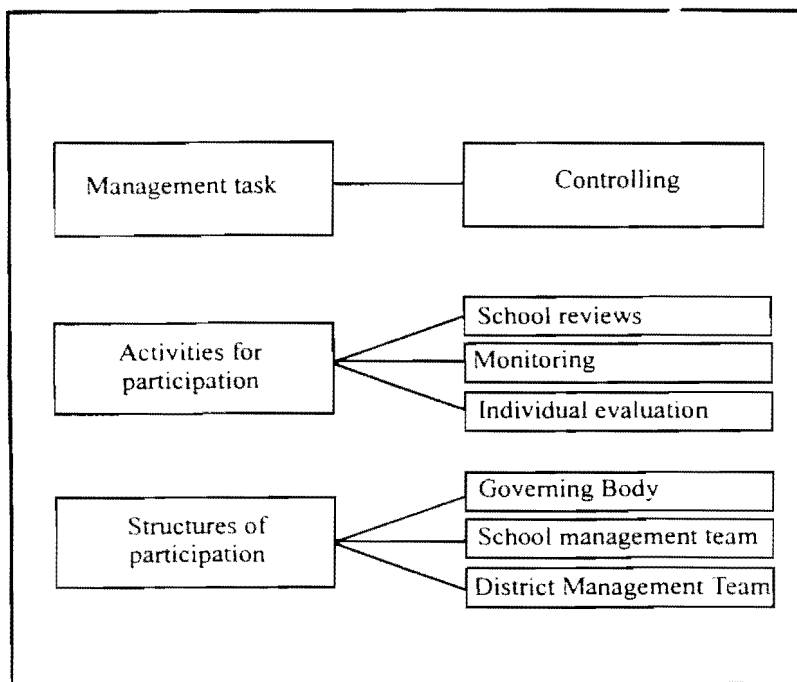 Management task
Controlling
Activities for
participation
School reviews
Monitoring
Individual evaluation
Structures of
participation
Governing Body
School management team
District Management Team